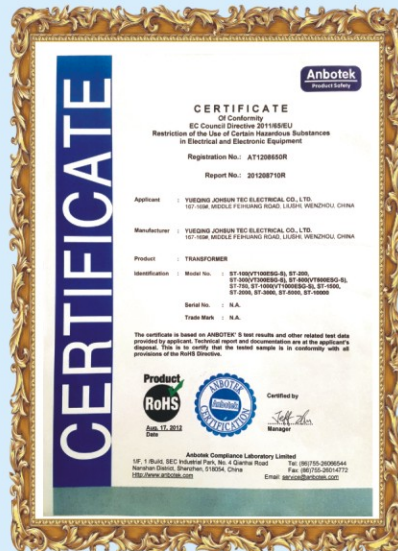 CERTIFICATE
Anbotek
Product Safety
CERTIFICATE
Of Conformity
EC Council Directive 2011/65/EU
Restriction of the Use of Certain Hazardous Substances
in Electrical and Electronic Equipment
Registration No.: AT1208650R
Report No.: 201208710R
Applicant : YUEQING JOHSUN TEC ELECTRICAL CO., LTD.
167-169#, MIDDLE FEIHUANG ROAD, LIUSHI, WENZHOU, CHINA
Manufacturer : YUEQING JOHSUN TEC ELECTRICAL CO., LTD.
167-169#, MIDDLE FEIHUANG ROAD, LIUSHI, WENZHOU, CHINA
Product : TRANSFORMER
Identification : Model No. : ST-100(VT100ESG-S), ST-200,
ST-300(VT300ESG-S), ST-500(VT500ESG-S),
ST-750, ST-1000(VT1000ESG-S), ST-1500,
ST-2000, ST-3000, ST-5000, ST-10000
Serial No. : N.A.
Trade Mark : N.A.
The certificate is based on ANBOTEK' S test results and other related test data
provided by applicant. Technical report and documentation are at the applicant's
disposal. This is to certify that the tested sample is in conformity with all
provisions of the RoHS Directive.
Product
RoHS
ANBOTEK
Anbotek
CERTIFICATION
Certified by
Aug. 17, 2012
Date
Manager
Anbotek Compliance Laboratory Limited
1/F, 1 /Build, SEC Industrial Park, No. 4 Qianhai Road
Nanshan District, Shenzhen, 518054, China
http://www.anbotek.com
Tel: (86)755-26066544
Fax: (86)755-26014772
Email: service@anbotek.com